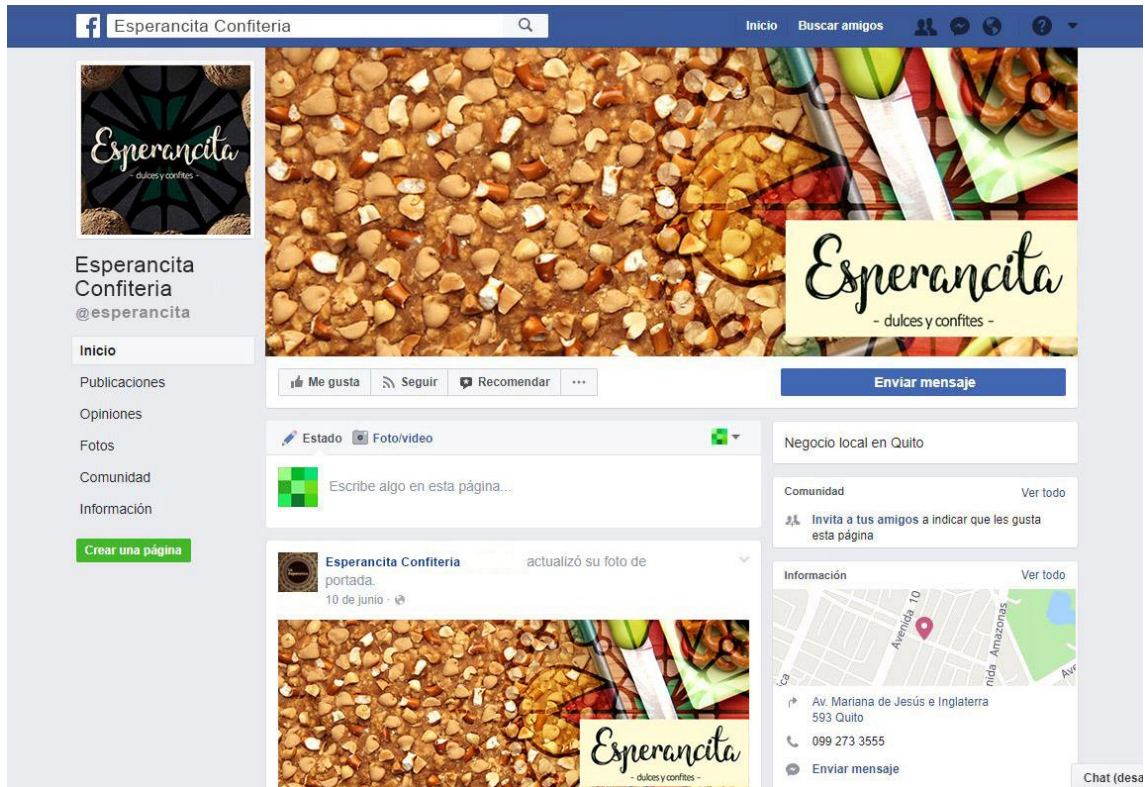 Esperancita Confiteria
Inicio
Buscar amigos
Esperancita
- dulces y confites -
Esperancita
Confiteria
@esperancita
Inicio
Publicaciones
Opiniones
Fotos
Comunidad
Información
Crear una página
Esperancita
- dulces y confites -
Me gusta
Seguir
Recomendar
Enviar mensaje
Estado
Foto/video
Escribe algo en esta página...
Esperancita Confiteria actualizó su foto de
portada.
10 de junio
Esperancita
- dulces y confites -
Negocio local en Quito
Comunidad
Ver todo
Invita a tus amigos a indicar que les gusta
esta página
Información
Ver todo
Avenida 10
nida Amazonas
Ave
ca
Av. Mariana de Jesús e Inglaterra
593 Quito
099 273 3555
Enviar mensaje
Chat (desa